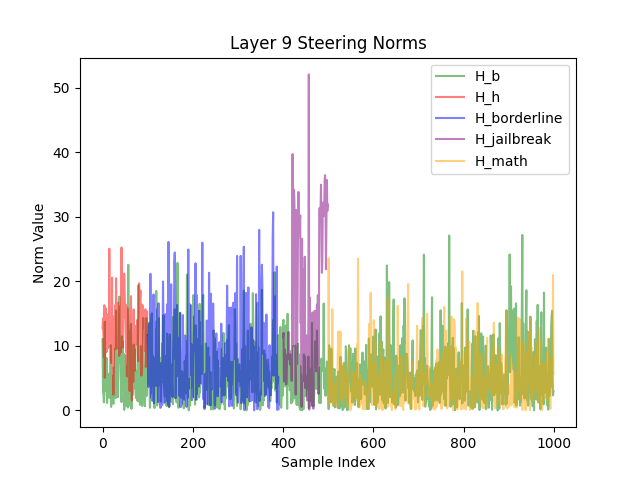 Layer 9 Steering Norms
Norm Value
50
40
30
20
10
0
H_b
H_h
H_borderline
H_jailbreak
H_math
0
200
400
600
800
1000
Sample Index